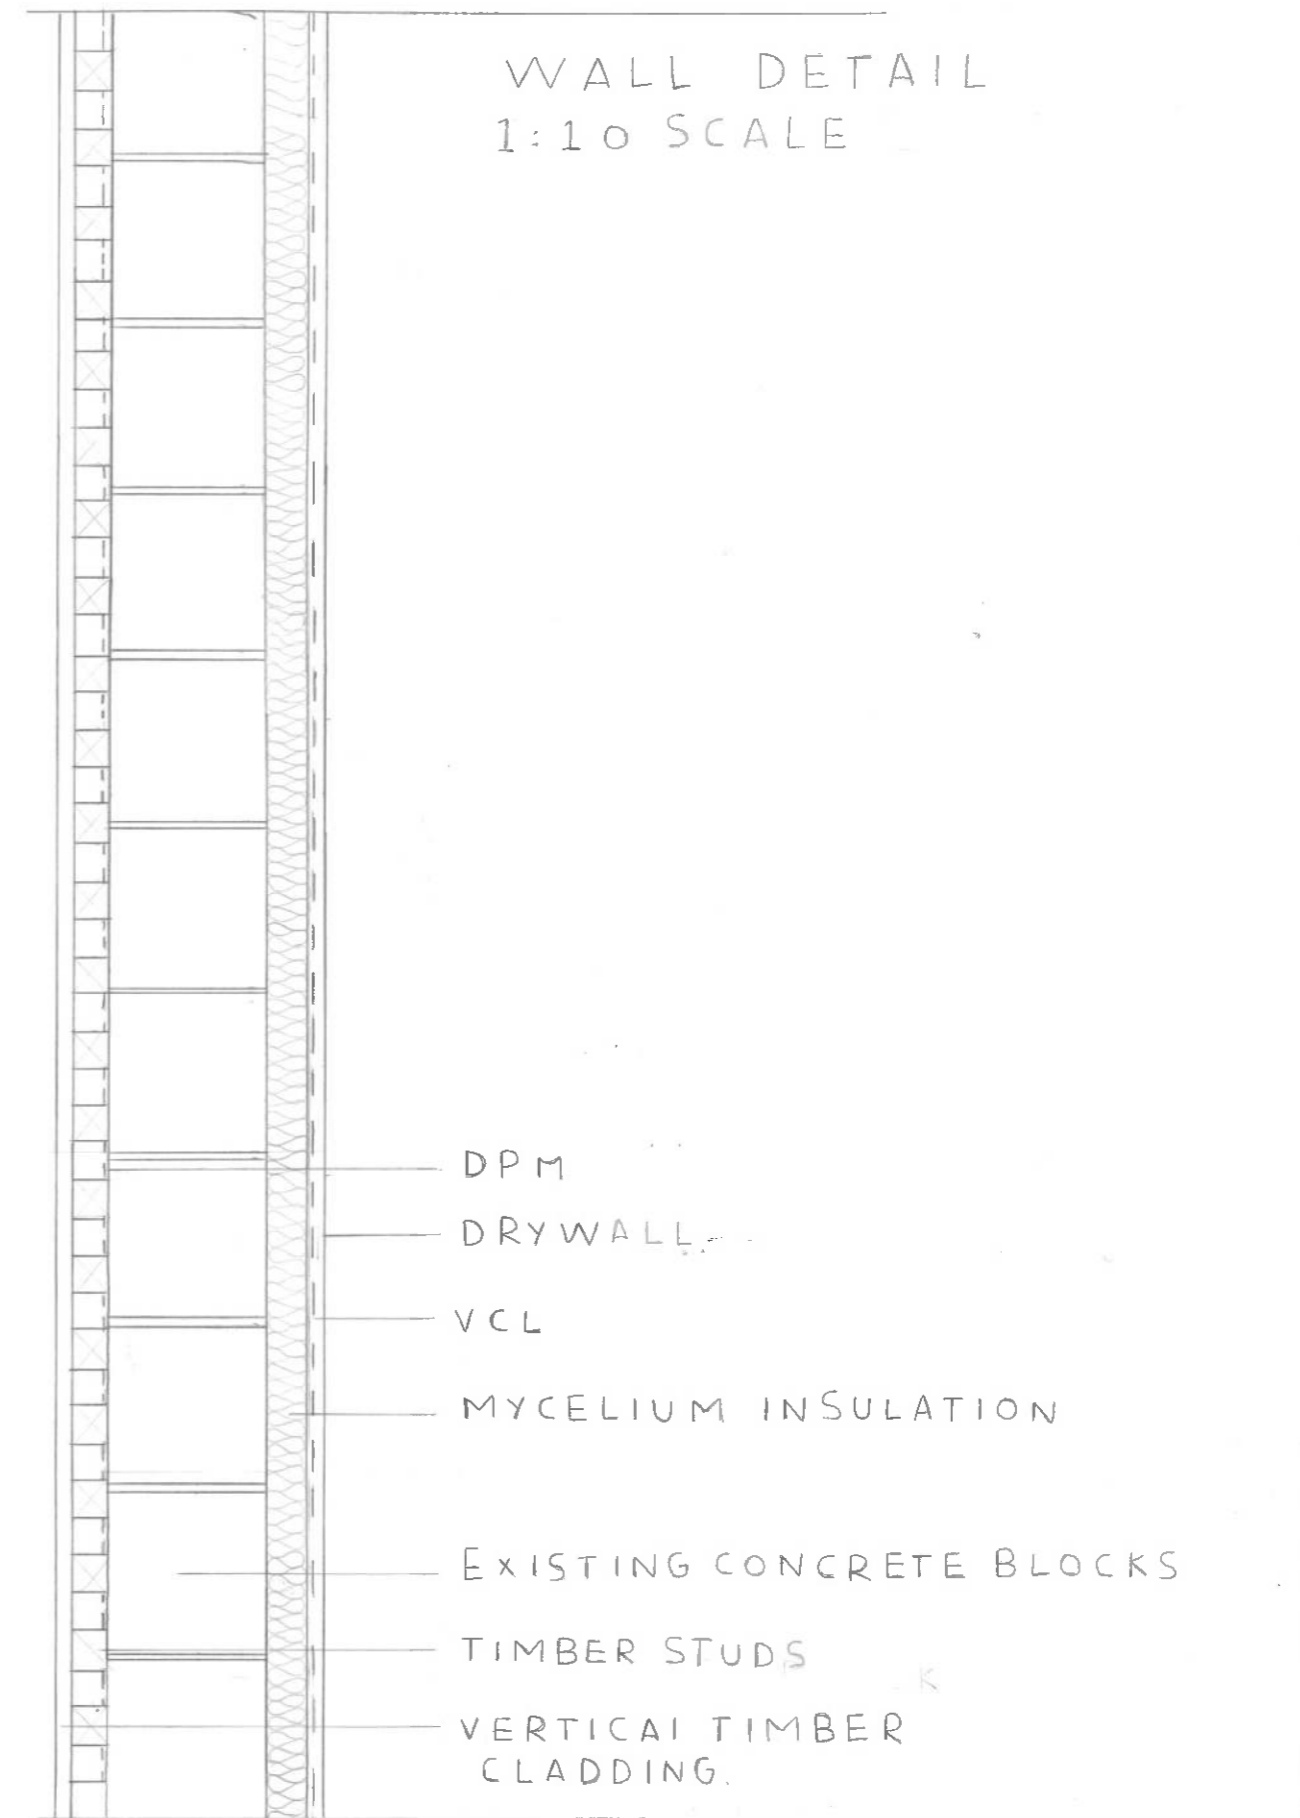 WALL DETAIL
1:10 SCALE
DPM
DRYWALL
VCL
MYCELIUM INSULATION
EXISTING CONCRETE BLOCKS
TIMBER STUDS
K
VERTICAl TIMBER
CLADDING.